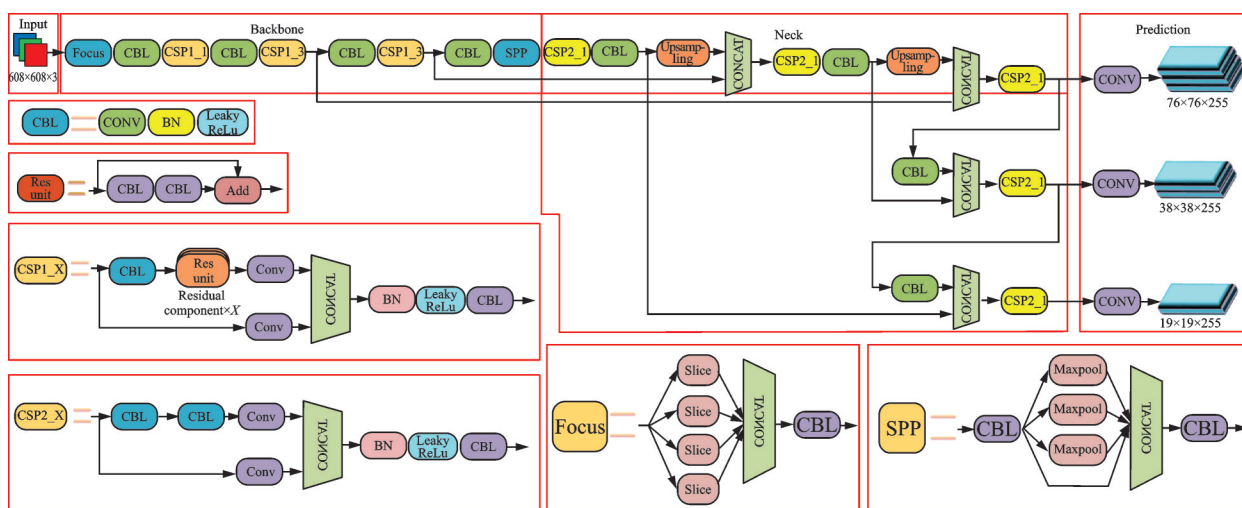 Input
Backbone
Neck
Prediction
608×608×3
Focus
CBL
CSP1_1
CBL
CSP1_3
CBL
CSP1_3
CBL
SPP
CSP2_1
CBL
Upsamp-
ling
CONCAT
CSP2_1
CBL
Upsamp-
ling
CONCAT
CSP2_1
CONV
76×76×255
CBL
CONCAT
CSP2_1
CONV
38×38×255
CBL
CONCAT
CSP2_1
CONV
19×19×255
CBL
CONV
BN
Leaky
ReLu
Res
unit
CBL
CBL
Add
CSP1_X
CBL
Res
unit
Residual
component×X
Conv
Conv
CONCAT
BN
Leaky
ReLu
CBL
CSP2_X
CBL
CBL
Conv
Conv
CONCAT
BN
Leaky
ReLu
CBL
Focus
Slice
Slice
Slice
Slice
CONCAT
CBL
SPP
CBL
Maxpool
Maxpool
Maxpool
CONCAT
CBL